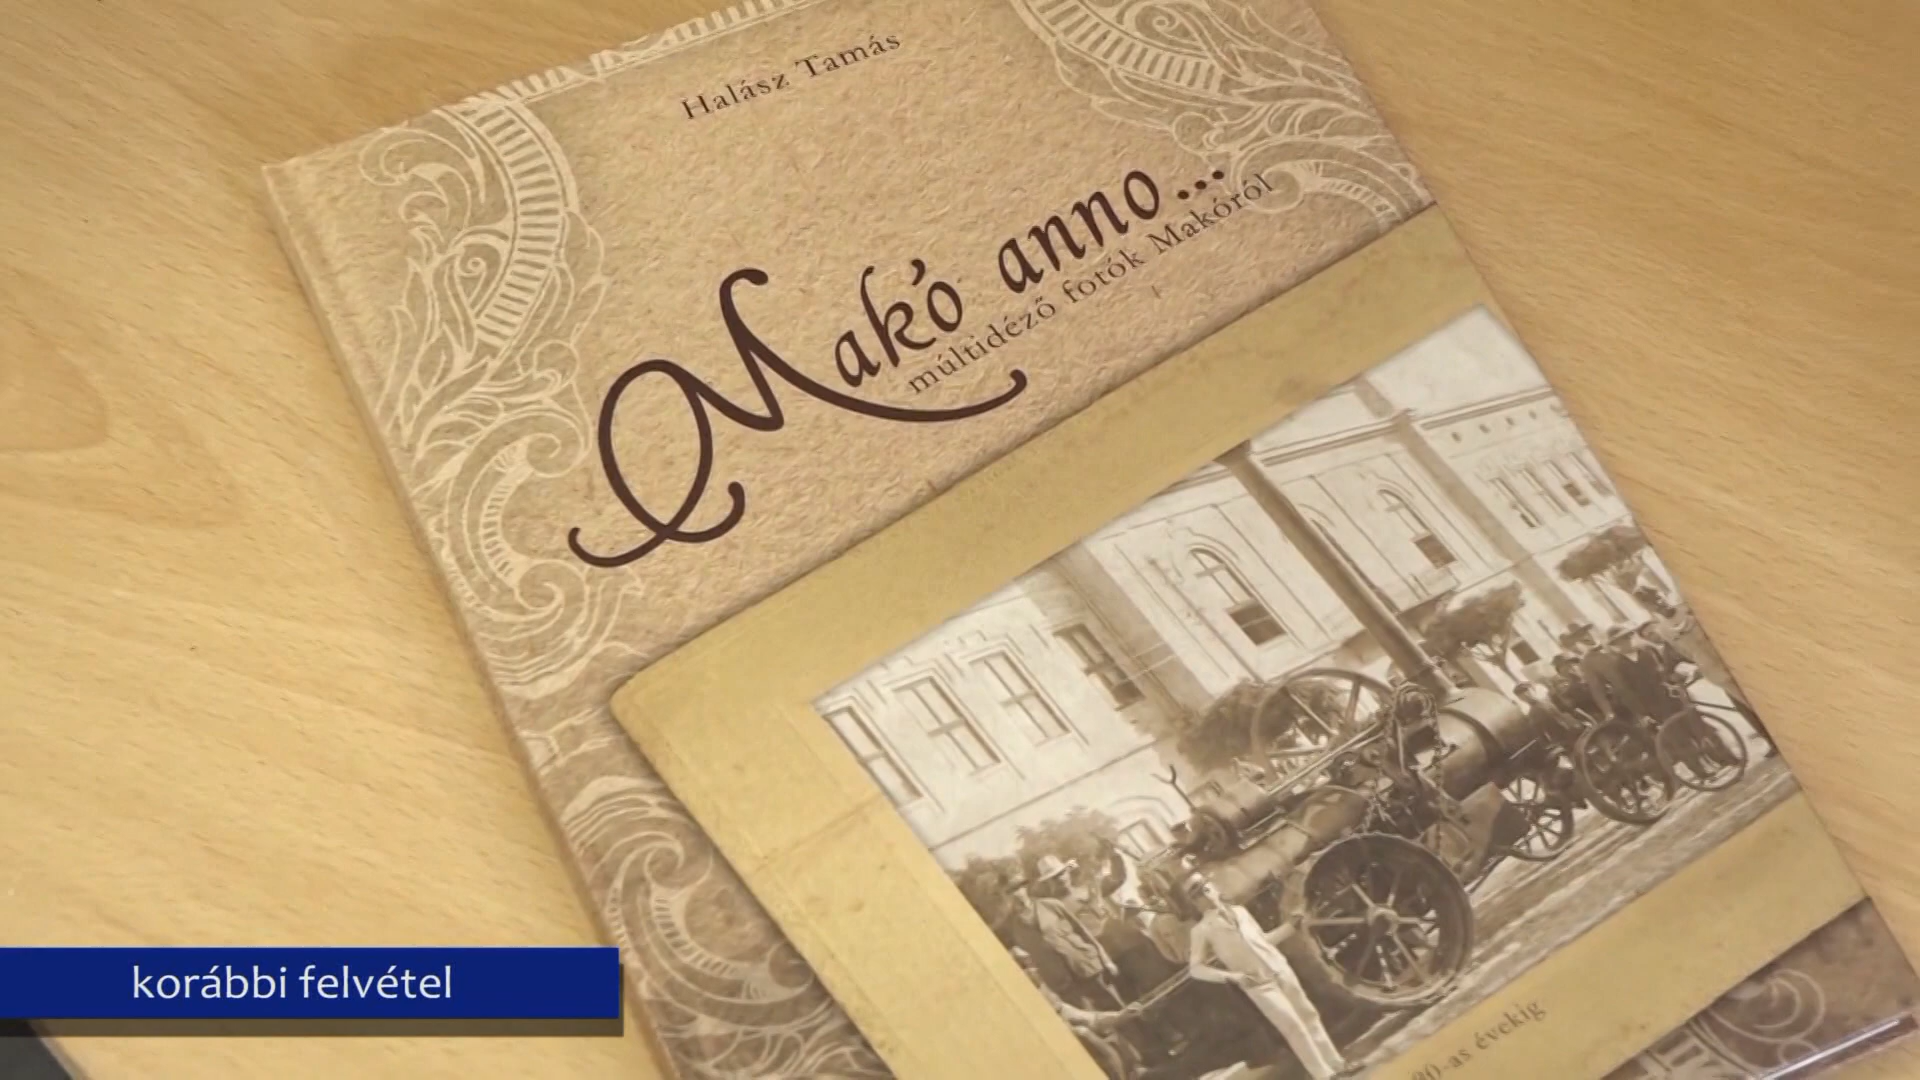 Halász Tamás
Makó anno...
múltidéző fotók Makóról
-as évekig
korábbi felvétel